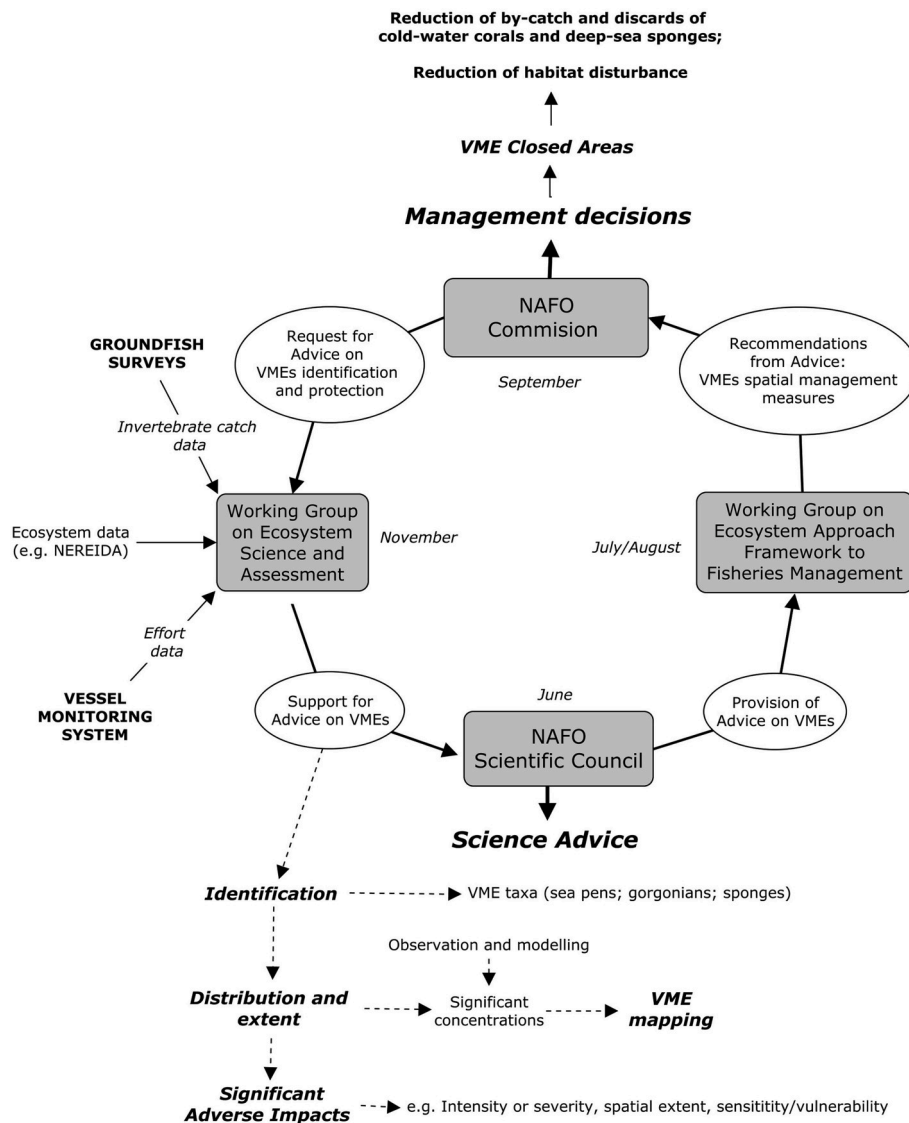 Reduction of by-catch and discards of
cold-water corals and deep-sea sponges;
Reduction of habitat disturbance
VME Closed Areas
Management decisions
NAFO
Commision
September
Request for
Advice on
VMEs identification
and protection
Recommendations
from Advice:
VMEs spatial management
measures
GROUNDFISH
SURVEYS
Invertebrate catch
data
Ecosystem data
(e.g. NEREIDA)
Working Group
on Ecosystem
Science and
Assessment
November
July/August
Working Group on
Ecosystem Approach
Framework to
Fisheries Management
Effort
data
VESSEL
MONITORING
SYSTEM
Support for
Advice on VMEs
June
NAFO
Scientific Council
Provision of
Advice on VMEs
Science Advice
Identification
VME taxa (sea pens; gorgonians; sponges)
Observation and modelling
Distribution and
extent
Significant
concentrations
VME
mapping
Significant
Adverse Impacts
e.g. Intensity or severity, spatial extent, sensititity/vulnerability